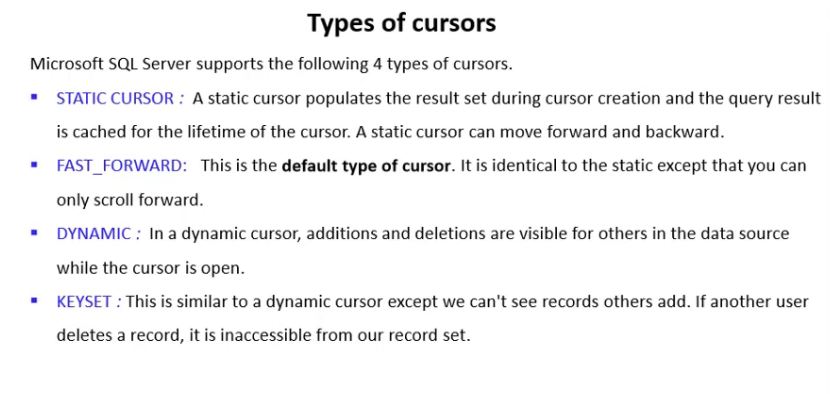 Types of cursors
Microsoft SQL Server supports the following 4 types of cursors.
▪ STATIC CURSOR : A static cursor populates the result set during cursor creation and the query result
is cached for the lifetime of the cursor. A static cursor can move forward and backward.
▪ FAST_FORWARD: This is the default type of cursor. It is identical to the static except that you can
only scroll forward.
▪ DYNAMIC : In a dynamic cursor, additions and deletions are visible for others in the data source
while the cursor is open.
▪ KEYSET : This is similar to a dynamic cursor except we can't see records others add. If another user
deletes a record, it is inaccessible from our record set.